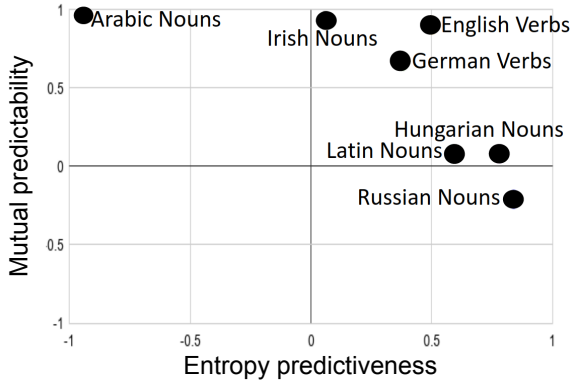 1
Arabic Nouns
English Verbs
Irish Nouns
German Verbs
0.5
Hungarian Nouns
Latin Nouns
0
Russian Nouns
0.5
-1
-1
-0.5
0
0.5
1
Mutual predictability
Entropy predictiveness